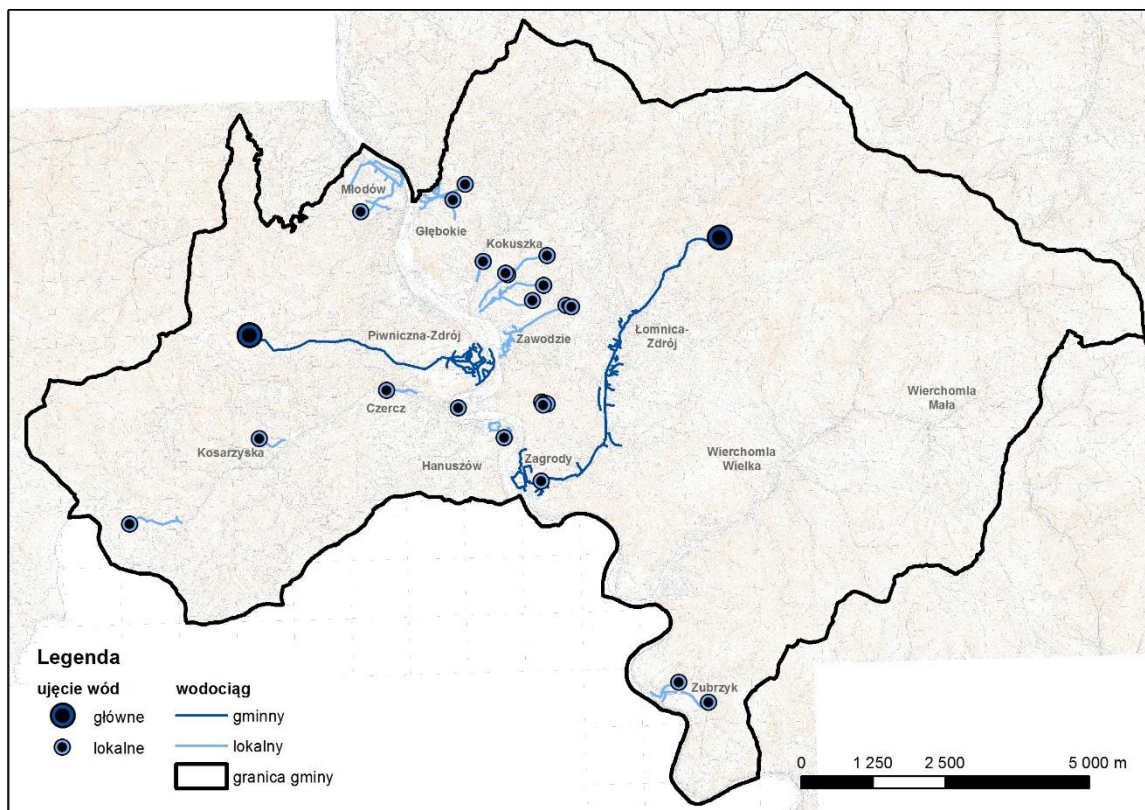 Młodów
Głębokie
Kokuszka
Piwniczna-Zdrój
Zawodzie
Łomnica-
Zdrój
Czercz
Wierchomla
Mała
Kosarzyska
Hanuszów
Zagrody
Wierchomla
Wielka
Zubrzyk
Legenda
ujęcie wód
główne
lokalne
wodociąg
gminny
lokalny
granica gminy
0 1 250 2 500 5 000 m